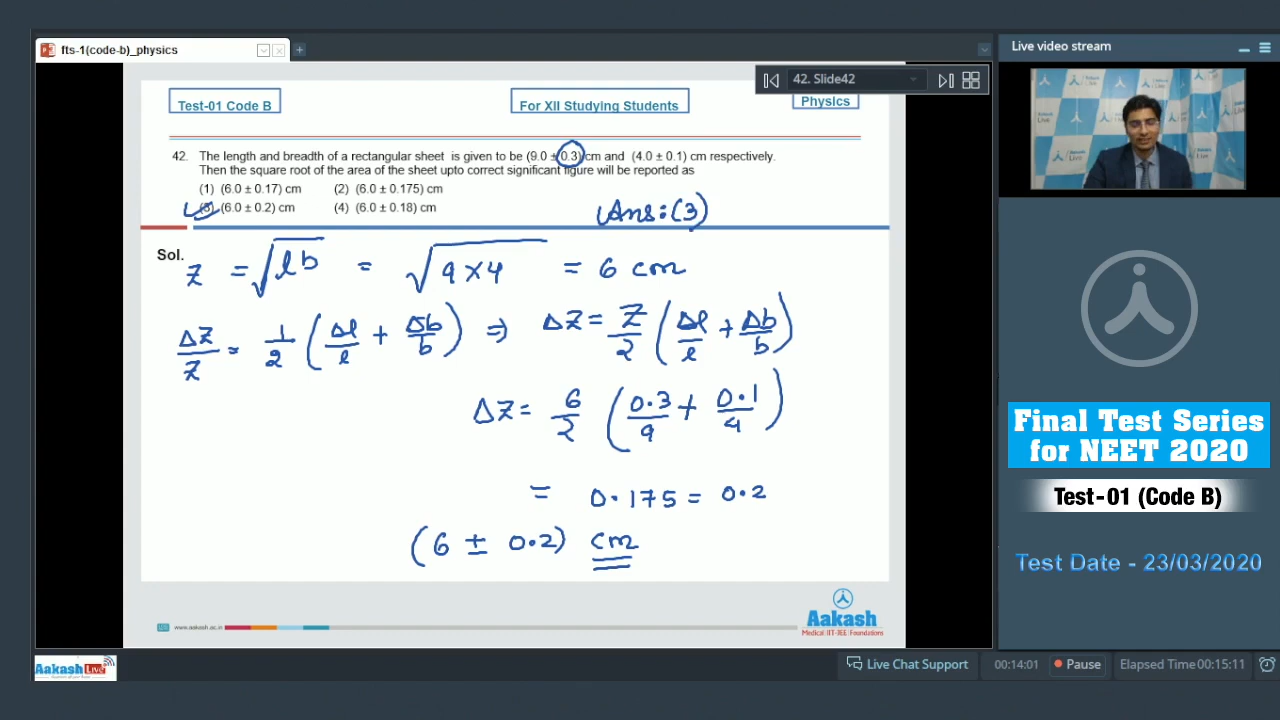 fts-1(code-b)_physics
Live video stream
42. Slide42
Test-01 Code B
For XII Studying Students
Physics
42. The length and breadth of a rectangular sheet is given to be (9.0 ± 0.3) cm and (4.0 ± 0.1) cm respectively.
Then the square root of the area of the sheet upto correct significant figure will be reported as
(1) (6.0 ± 0.17) cm (2) (6.0 ± 0.175) cm
(3) (6.0 ± 0.2) cm (4) (6.0 ± 0.18) cm
Ans:(3)
Sol.
z = √lb = √9×4 = 6 cm
Δz/z = 1/2 (Δl/l + Δb/b) ⇒ Δz = z/2 (Δl/l + Δb/b)
Δz = 6/2 (0.3/9 + 0.1/4)
= 0.175 = 0.2
(6 ± 0.2) cm
www.aakash.ac.in
Aakash
Medical|IIT-JEE|Foundations
Final Test Series
for NEET 2020
Test-01 (Code B)
Test Date - 23/03/2020
Aakash Live
Live Chat Support
00:14:01
Pause
Elapsed Time 00:15:11